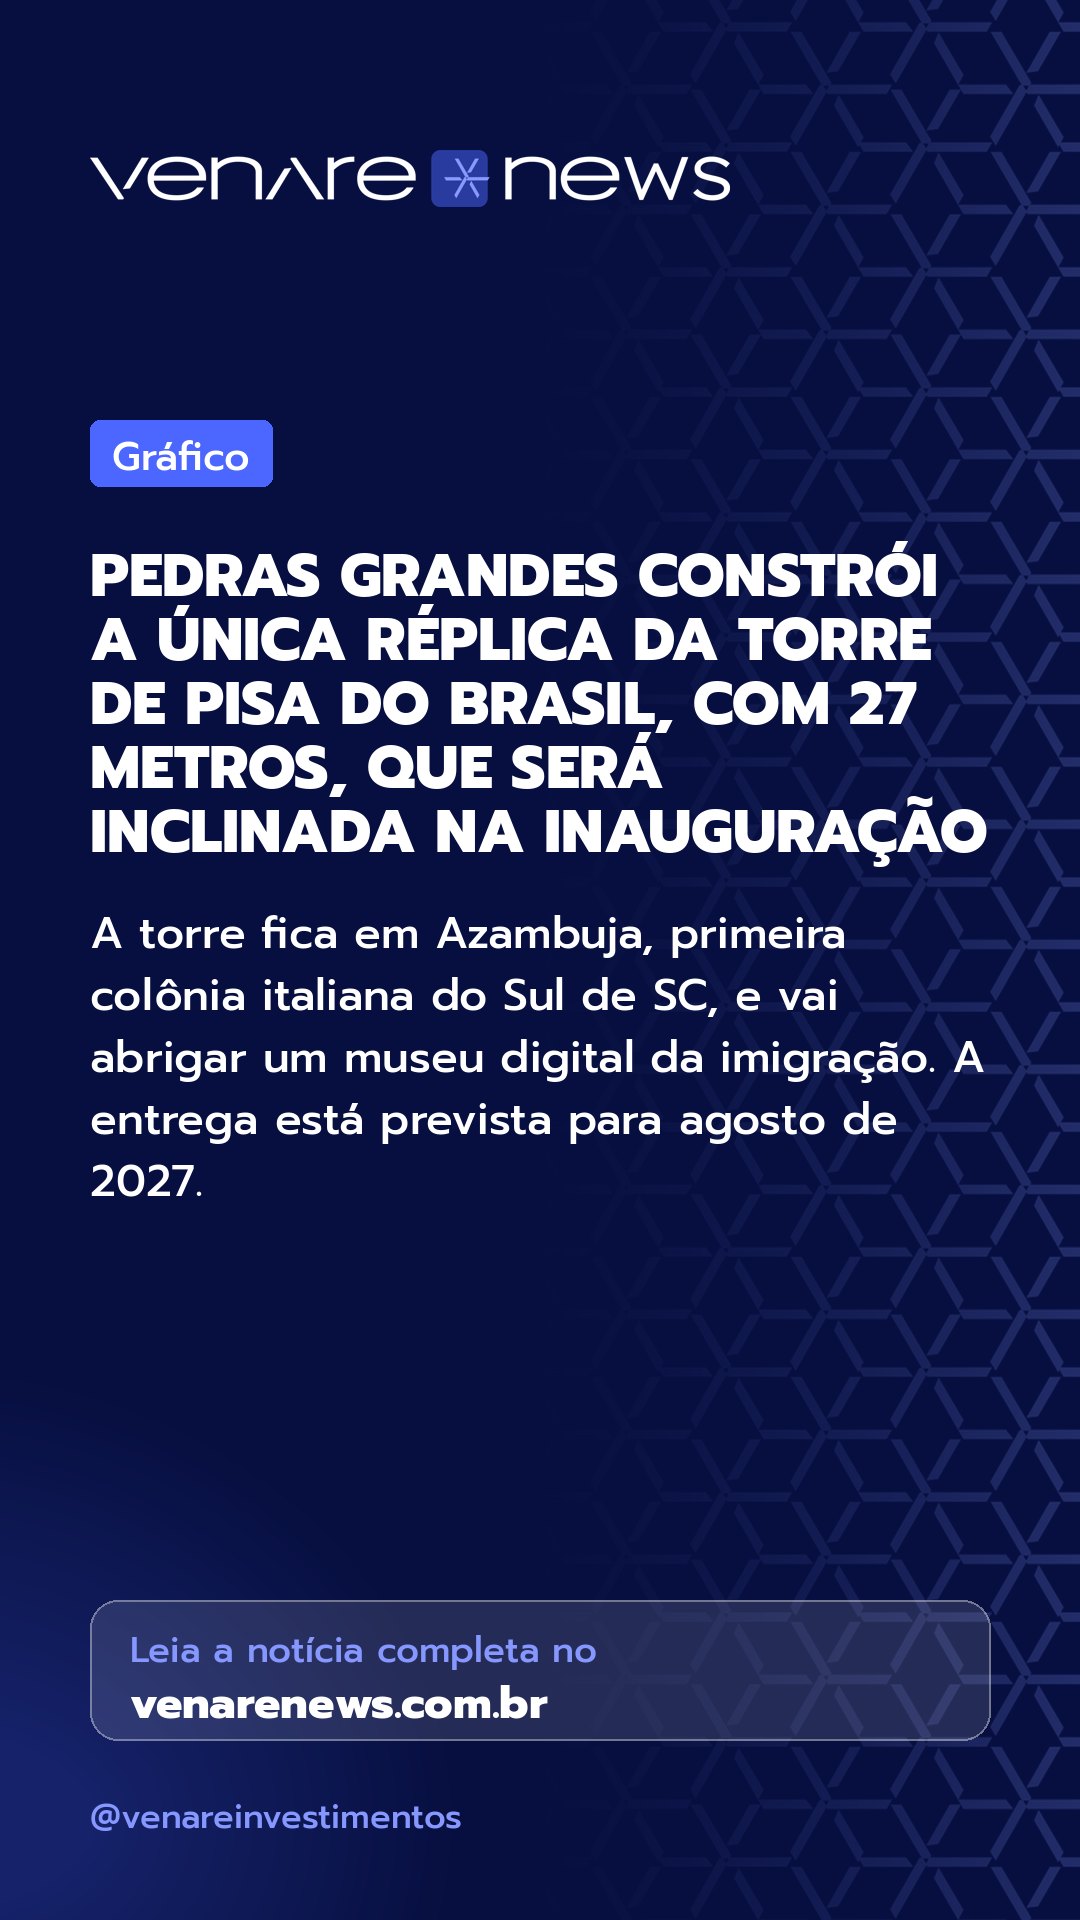 venare news
Gráfico
PEDRAS GRANDES CONSTRÓI
A ÚNICA RÉPLICA DA TORRE
DE PISA DO BRASIL, COM 27
METROS, QUE SERÁ
INCLINADA NA INAUGURAÇÃO
A torre fica em Azambuja, primeira
colônia italiana do Sul de SC, e vai
abrigar um museu digital da imigração. A
entrega está prevista para agosto de
2027.
Leia a notícia completa no
venarenews.com.br
@venareinvestimentos